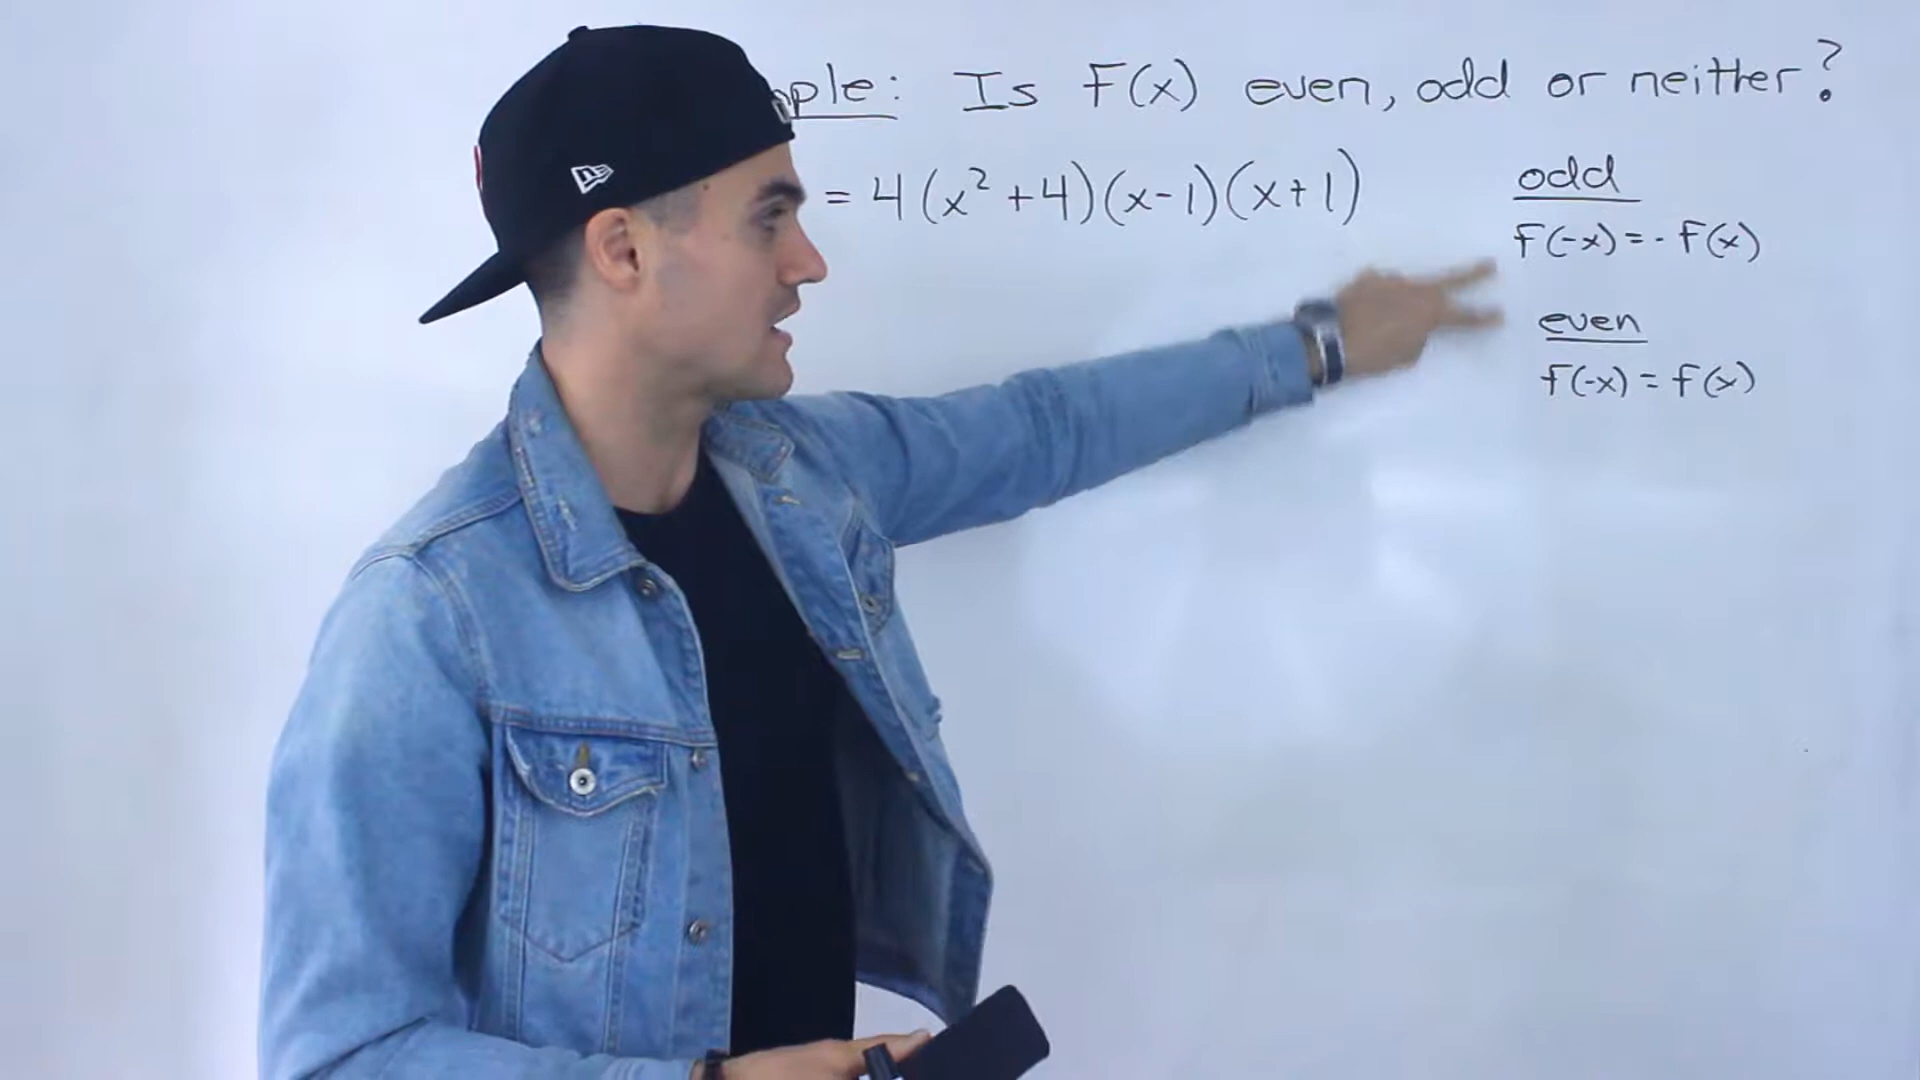 ple: Is F(x) even, odd or neither?
= 4(x² +4)(x-1)(x+1)
odd
F(-x) = - F(x)
even
f(-x) = f(x)